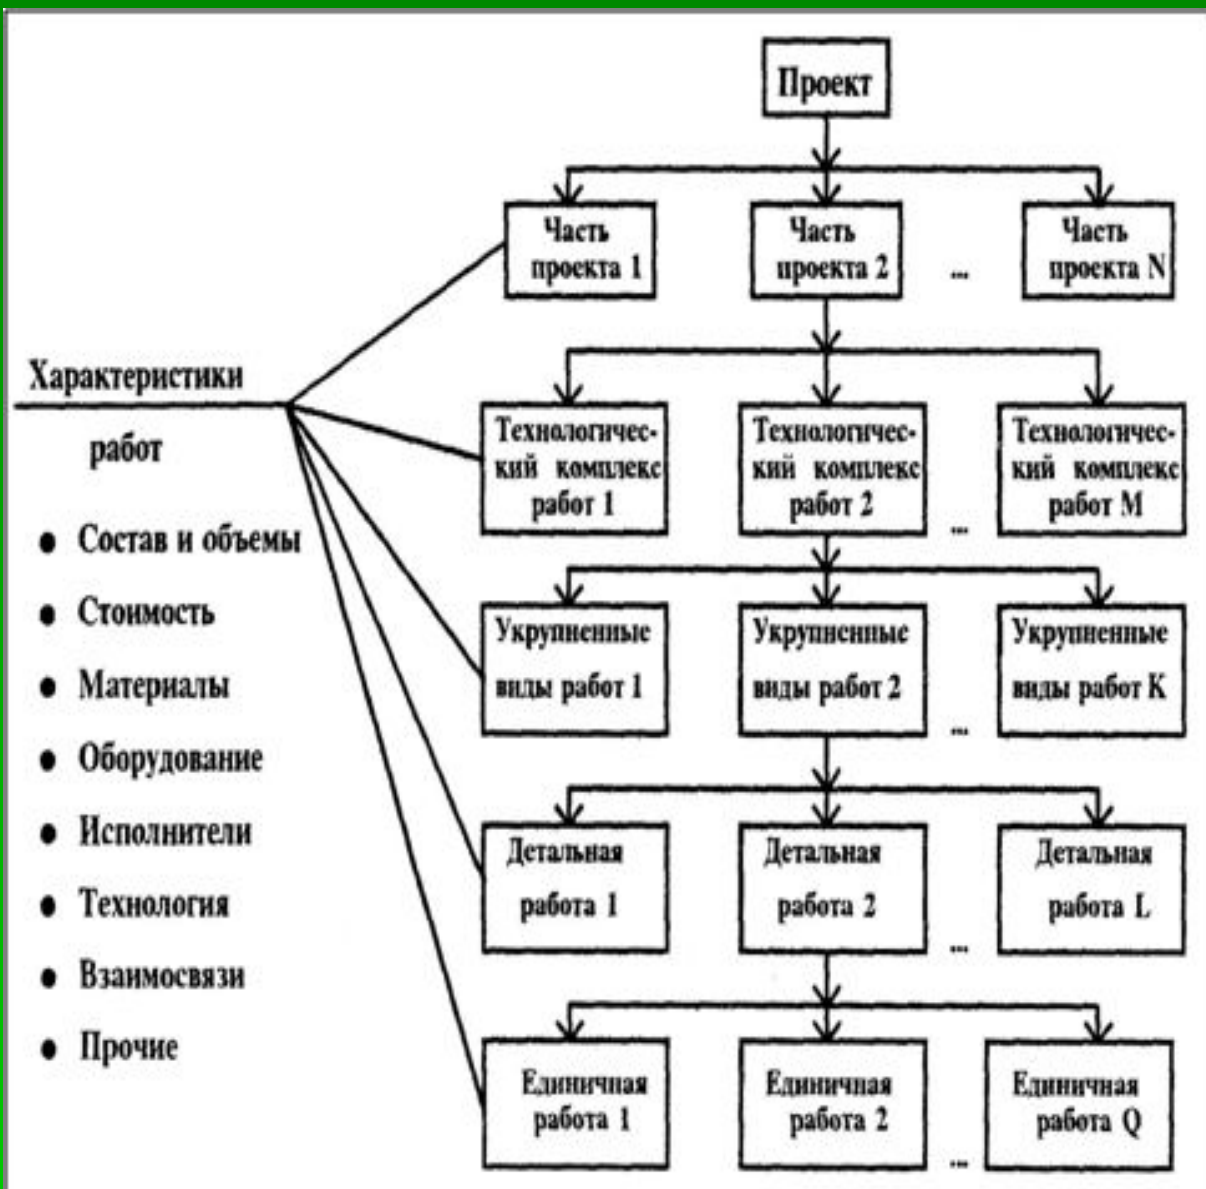 Проект
Часть
проекта 1
Часть
проекта 2
...
Часть
проекта N
Характеристики
работ
● Состав и объемы
● Стоимость
● Материалы
● Оборудование
● Исполнители
● Технология
● Взаимосвязи
● Прочие
Технологичес-
кий комплекс
работ 1
Технологичес-
кий комплекс
работ 2
...
Технологичес-
кий комплекс
работ M
Укрупненные
виды работ 1
Укрупненные
виды работ 2
...
Укрупненные
виды работ K
Детальная
работа 1
Детальная
работа 2
...
Детальная
работа L
Единичная
работа 1
Единичная
работа 2
...
Единичная
работа Q